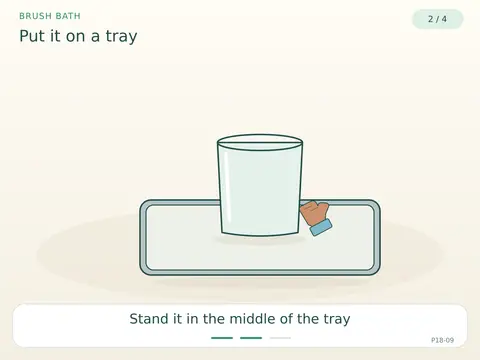 BRUSH BATH
2 / 4
Put it on a tray
Stand it in the middle of the tray
P18-09